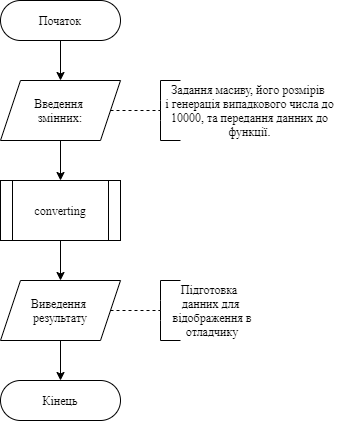 Початок
Введення
змінних:
Задання масиву, його розмірів
і генерація випадкового числа до
10000, та передання данних до
функції.
converting
Виведення
результату
Підготовка
данних для
відображення в
отладчику
Кінець